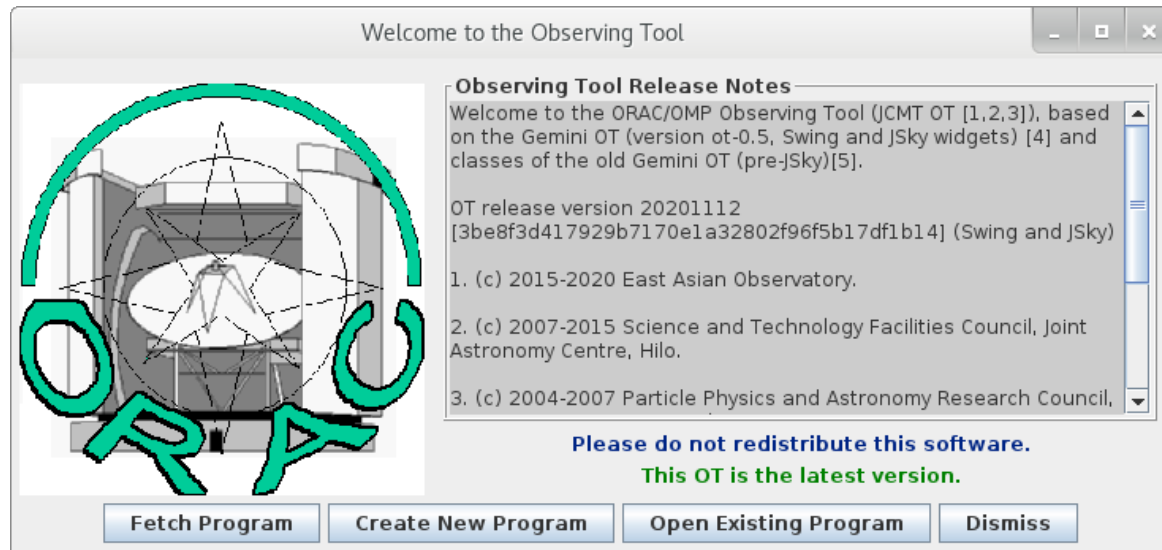 Welcome to the Observing Tool
ORAC
Observing Tool Release Notes
Welcome to the ORAC/OMP Observing Tool (JCMT OT [1,2,3]), based
on the Gemini OT (version ot-0.5, Swing and JSky widgets) [4] and
classes of the old Gemini OT (pre-JSky)[5].
OT release version 20201112
[3be8f3d417929b7170e1a32802f96f5b17df1b14] (Swing and JSky)
1. (c) 2015-2020 East Asian Observatory.
2. (c) 2007-2015 Science and Technology Facilities Council, Joint
Astronomy Centre, Hilo.
3. (c) 2004-2007 Particle Physics and Astronomy Research Council,
Please do not redistribute this software.
This OT is the latest version.
Fetch Program
Create New Program
Open Existing Program
Dismiss